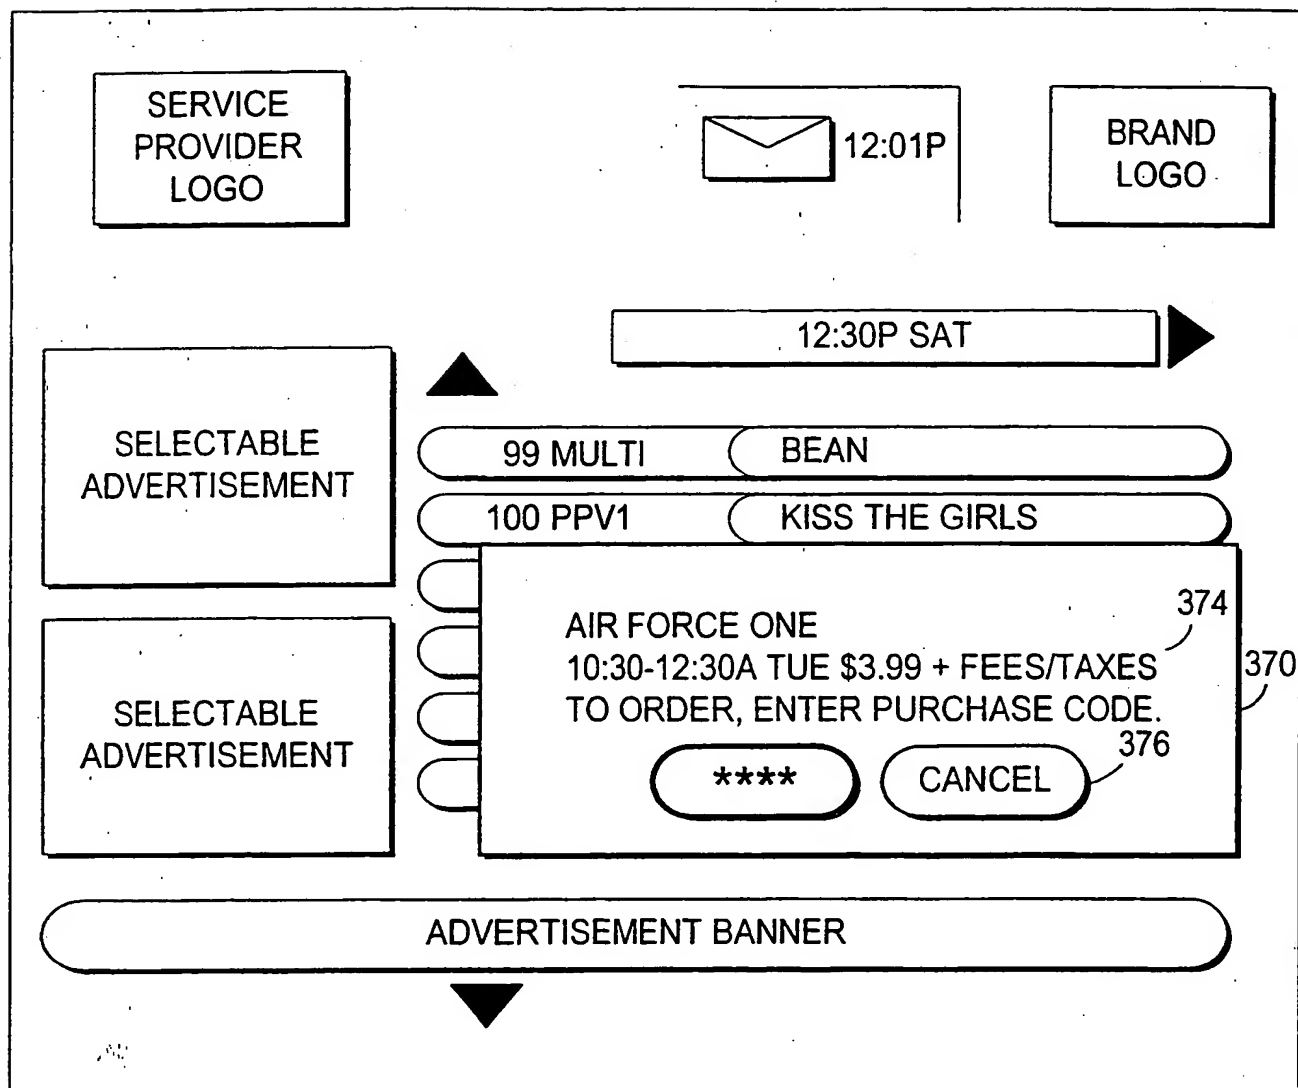 SERVICE
PROVIDER
LOGO
12:01P
BRAND
LOGO
12:30P SAT
SELECTABLE
ADVERTISEMENT
99 MULTI BEAN
100 PPV1 KISS THE GIRLS
374
AIR FORCE ONE
10:30-12:30A TUE $3.99 + FEES/TAXES
370
TO ORDER, ENTER PURCHASE CODE.
376
**** CANCEL
SELECTABLE
ADVERTISEMENT
ADVERTISEMENT BANNER